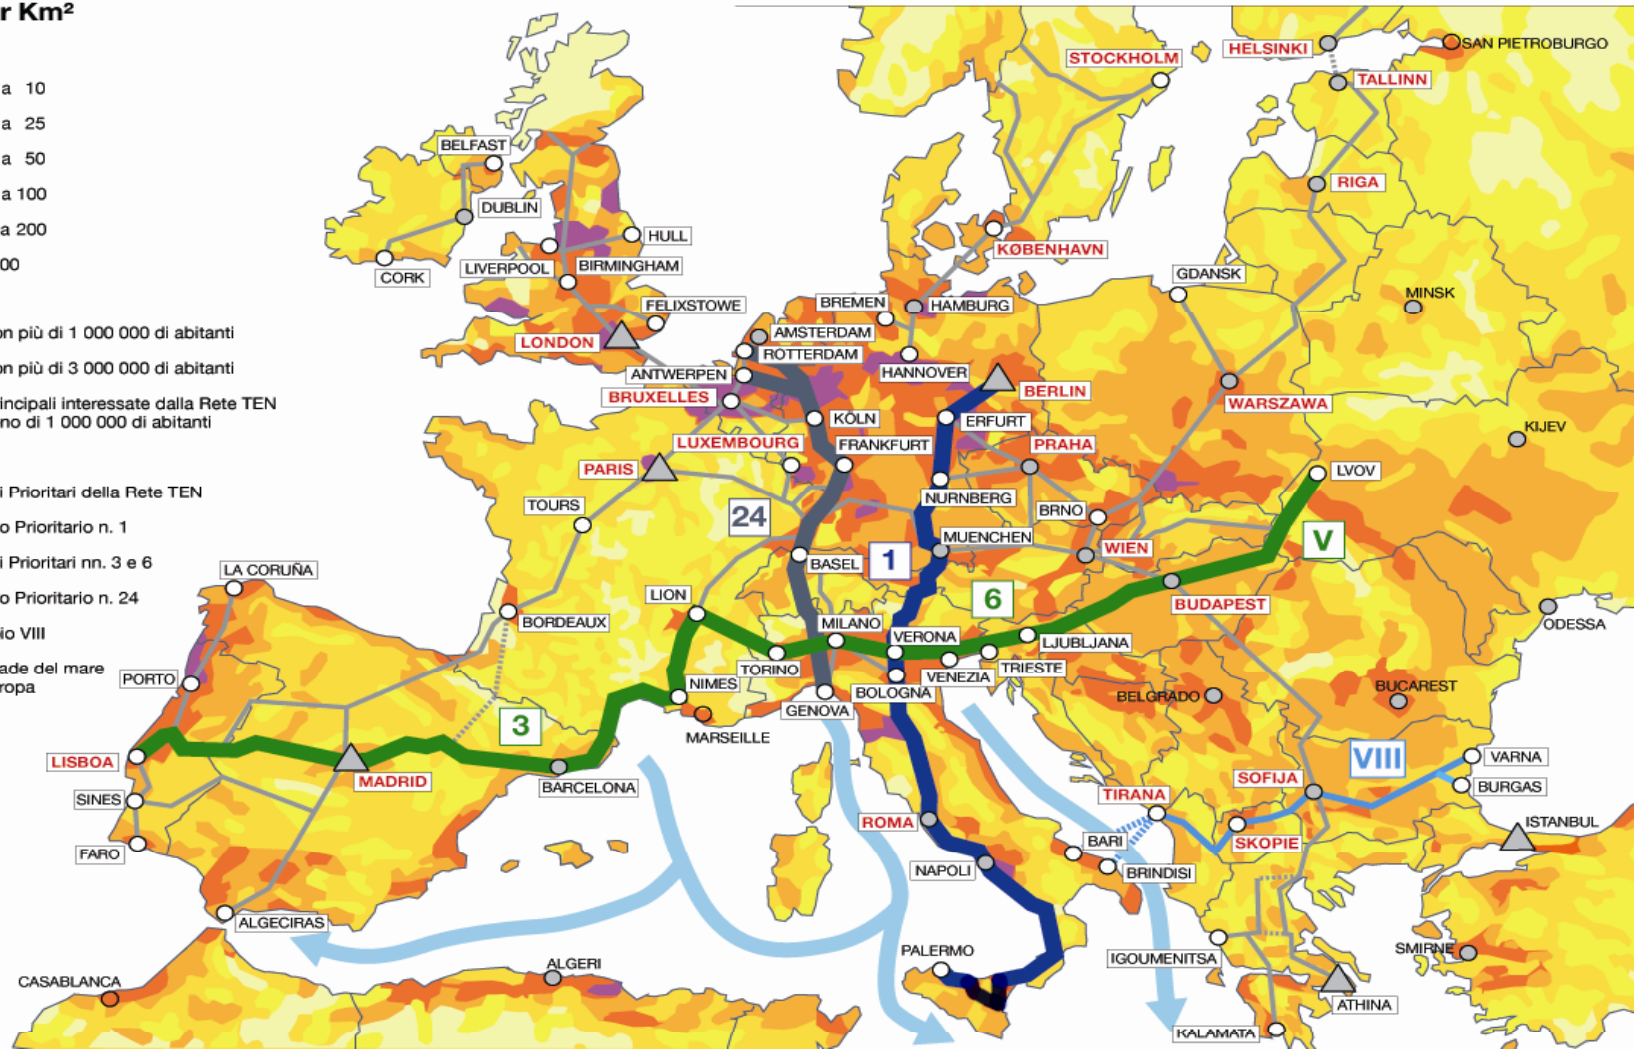 r Km²
a 10
a 25
a 50
a 100
a 200
00
on più di 1 000 000 di abitanti
on più di 3 000 000 di abitanti
incipali interessate dalla Rete TEN
no di 1 000 000 di abitanti
i Prioritari della Rete TEN
o Prioritario n. 1
i Prioritari nn. 3 e 6
o Prioritario n. 24
io VIII
ade del mare
ropa
HELSINKI
SAN PIETROBURGO
STOCKHOLM
TALLINN
BELFAST
RIGA
DUBLIN
HULL
KØBENHAVN
CORK
LIVERPOOL
BIRMINGHAM
GDANSK
MINSK
FELIXSTOWE
BREMEN
HAMBURG
LONDON
AMSTERDAM
ROTTERDAM
ANTWERPEN
HANNOVER
BERLIN
BRUXELLES
WARSZAWA
KÖLN
ERFURT
KIJEV
LUXEMBOURG
FRANKFURT
PRAHA
PARIS
LVOV
NURNBERG
TOURS
24
BRNO
MUENCHEN
WIEN
V
1
BASEL
LA CORUÑA
LION
6
BUDAPEST
BORDEAUX
MILANO
VERONA
LJUBLJANA
ODESSA
TORINO
TRIESTE
PORTO
NIMES
VENEZIA
BOLOGNA
BELGRADO
BUCAREST
GENOVA
3
MARSEILLE
LISBOA
MADRID
VIII
VARNA
SOFIJA
BURGAS
BARCELONA
TIRANA
SINES
ROMA
ISTANBUL
BARI
SKOPIE
FARO
NAPOLI
BRINDISI
ALGECIRAS
PALERMO
IGOUMENITSA
SMIRNE
ALGERI
CASABLANCA
ATHINA
KALAMATA